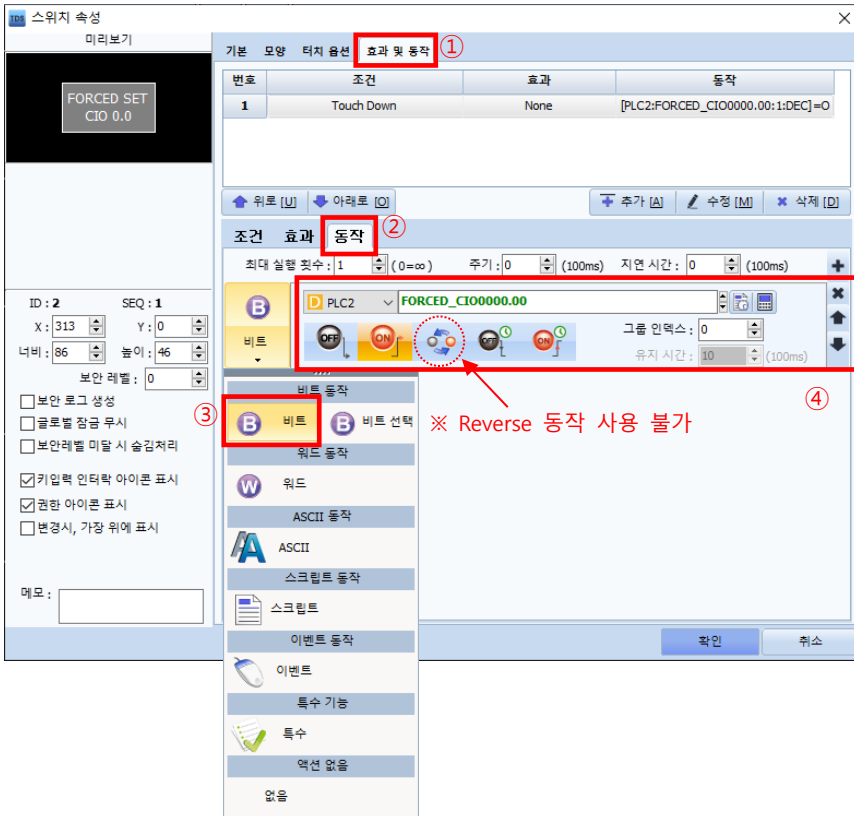 TDS 스위치 속성
미리보기
FORCED SET
CIO 0.0
기본 모양 터치 옵션 효과 및 동작 ①
번호 조건 효과 동작
1 Touch Down None [PLC2:FORCED_CIO0000.00:1:DEC]=O
위로 [U] 아래로 [O] 추가 [A] 수정 [M] 삭제 [D]
조건 효과 동작 ②
최대 실행 횟수 : 1 ( 0=∞ ) 주기 : 0 (100ms) 지연 시간 : 0 (100ms)
ID : 2 SEQ : 1
X : 313 Y : 0
너비 : 86 높이 : 46
보안 레벨 : 0
보안 로그 생성
글로벌 잠금 무시
보안레벨 미달 시 숨김처리
키입력 인터락 아이콘 표시
권한 아이콘 표시
변경시, 가장 위에 표시
메모 :
B
비트
D PLC2 FORCED_CIO0000.00
OFF ON OFF ON
그룹 인덱스 : 0
유지 시간 : 10 (100ms)
④
비트 동작
③ B 비트 B 비트 선택
※ Reverse 동작 사용 불가
워드 동작
W 워드
ASCII 동작
A ASCII
스크립트 동작
스크립트
이벤트 동작
이벤트
특수 기능
특수
액션 없음
없음
확인 취소